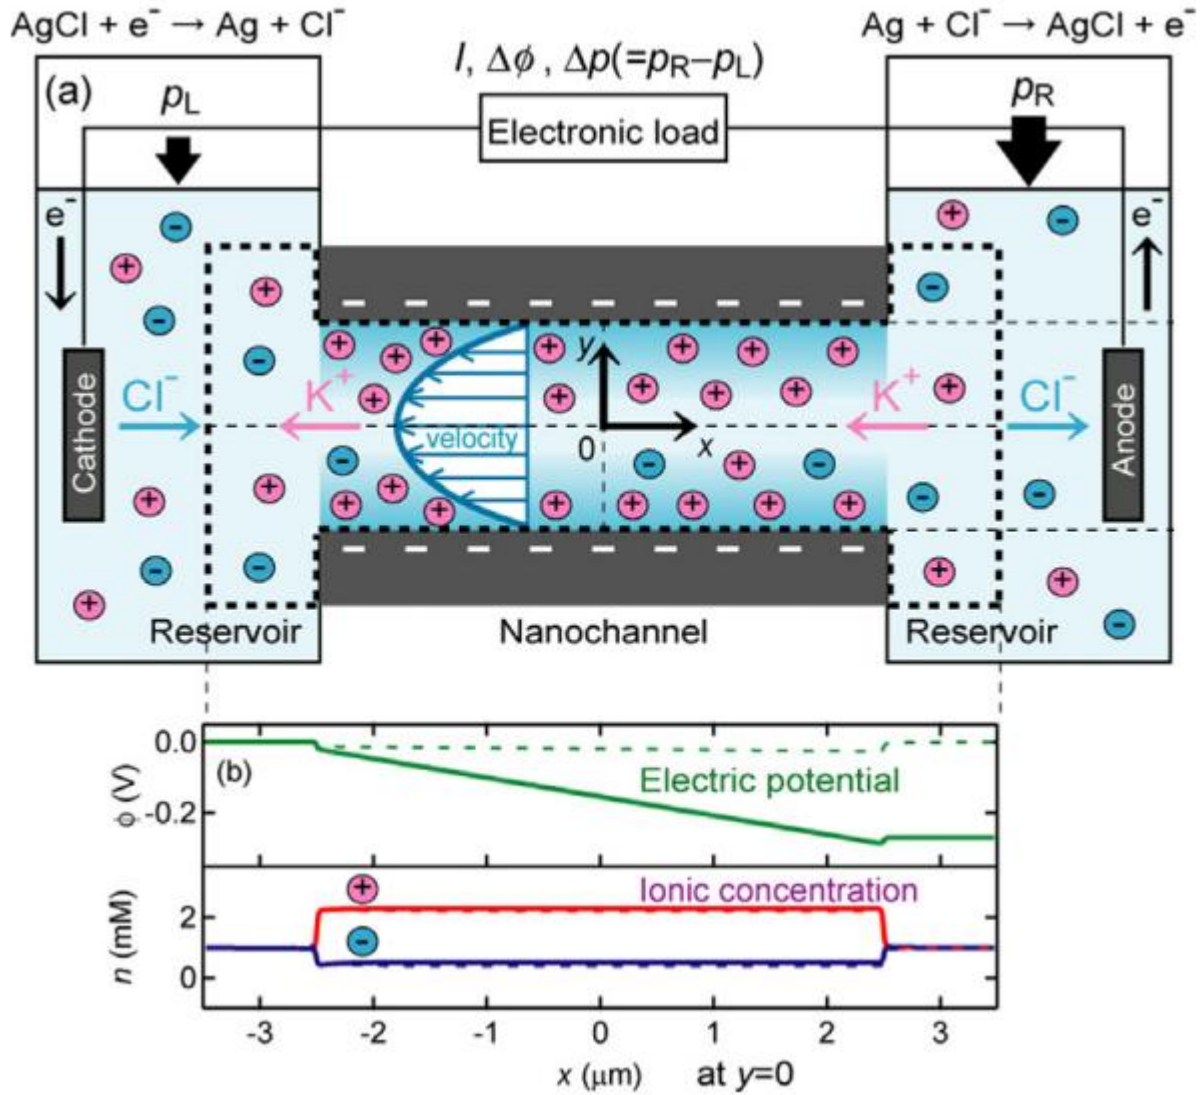 AgCl + e⁻ → Ag + Cl⁻
Ag + Cl⁻ → AgCl + e⁻
I, Δϕ , Δp(=pR−pL)
(a)
pL
pR
Electronic load
e⁻
e⁻
Cathode
Cl⁻
K⁺
velocity
y
0
x
K⁺
Cl⁻
Anode
Reservoir
Nanochannel
Reservoir
(b)
ϕ (V)
0.0
-0.2
Electric potential
n (mM)
2
0
Ionic concentration
-3 -2 -1 0 1 2 3
x (μm) at y=0